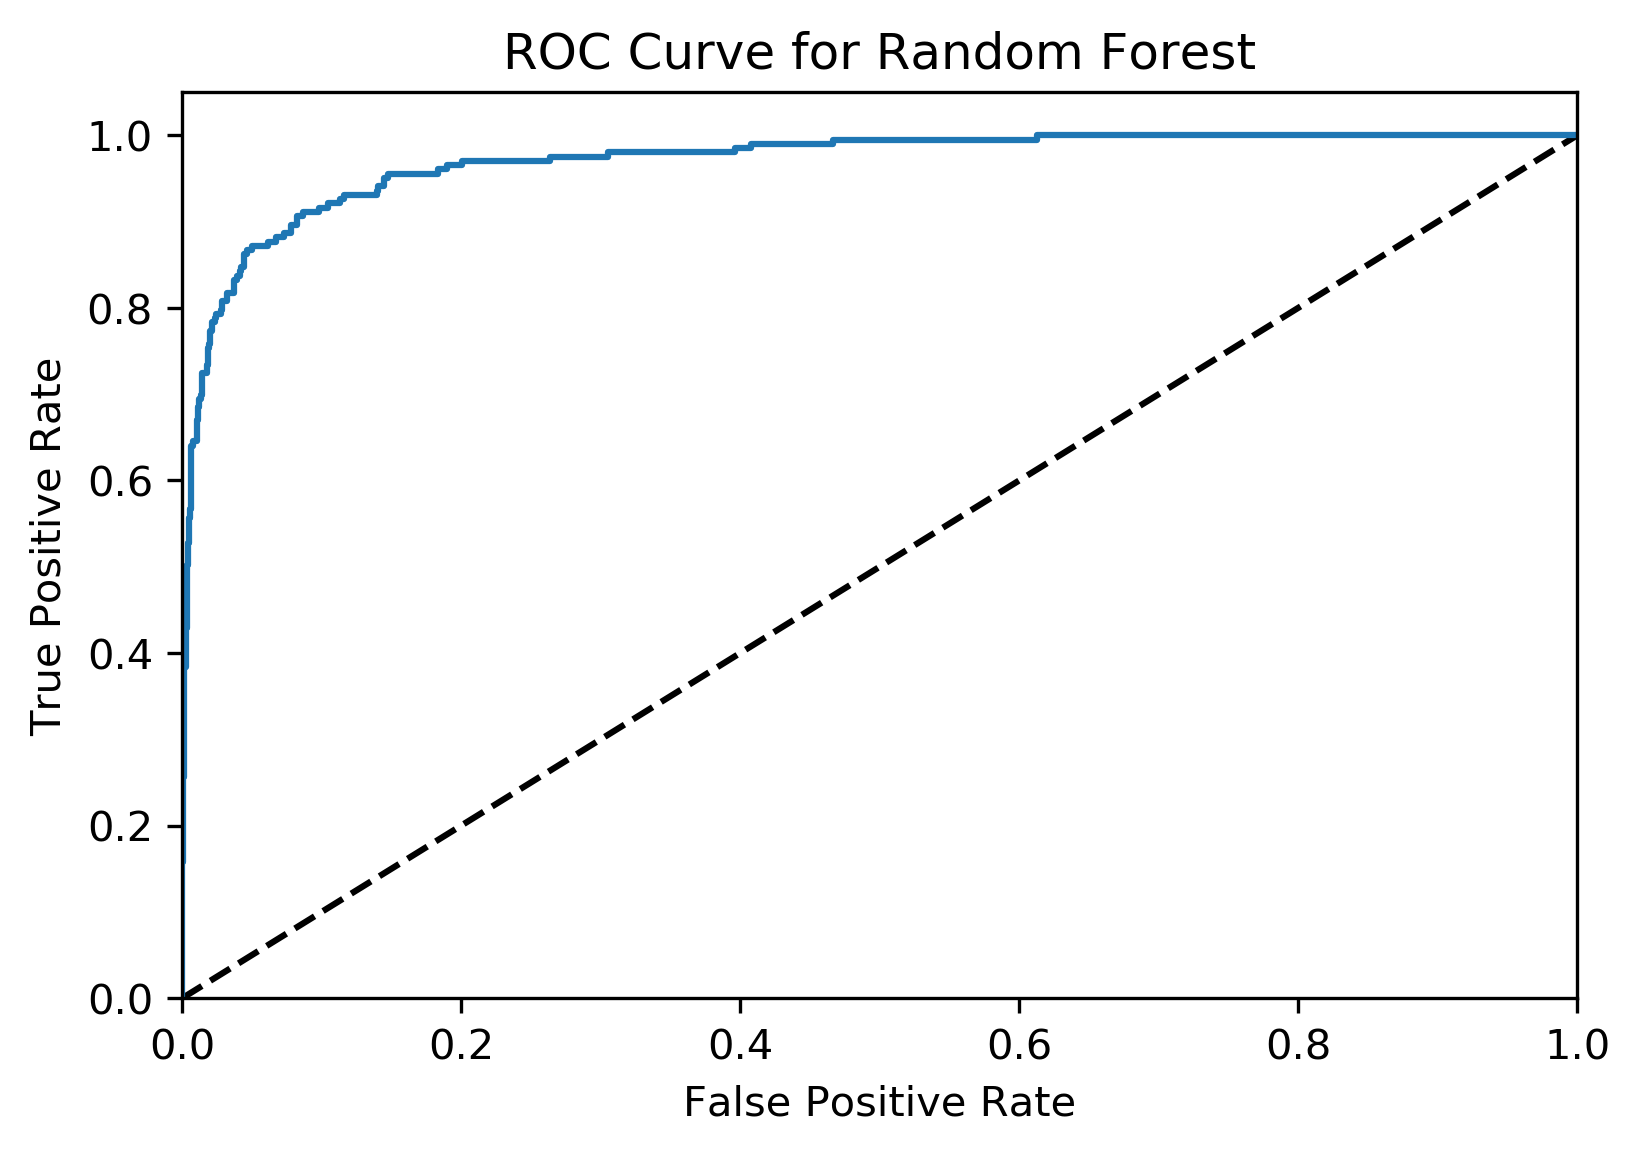 ROC Curve for Random Forest
1.0
0.8
0.6
0.4
0.2
0.0
True Positive Rate
0.0 0.2 0.4 0.6 0.8 1.0
False Positive Rate